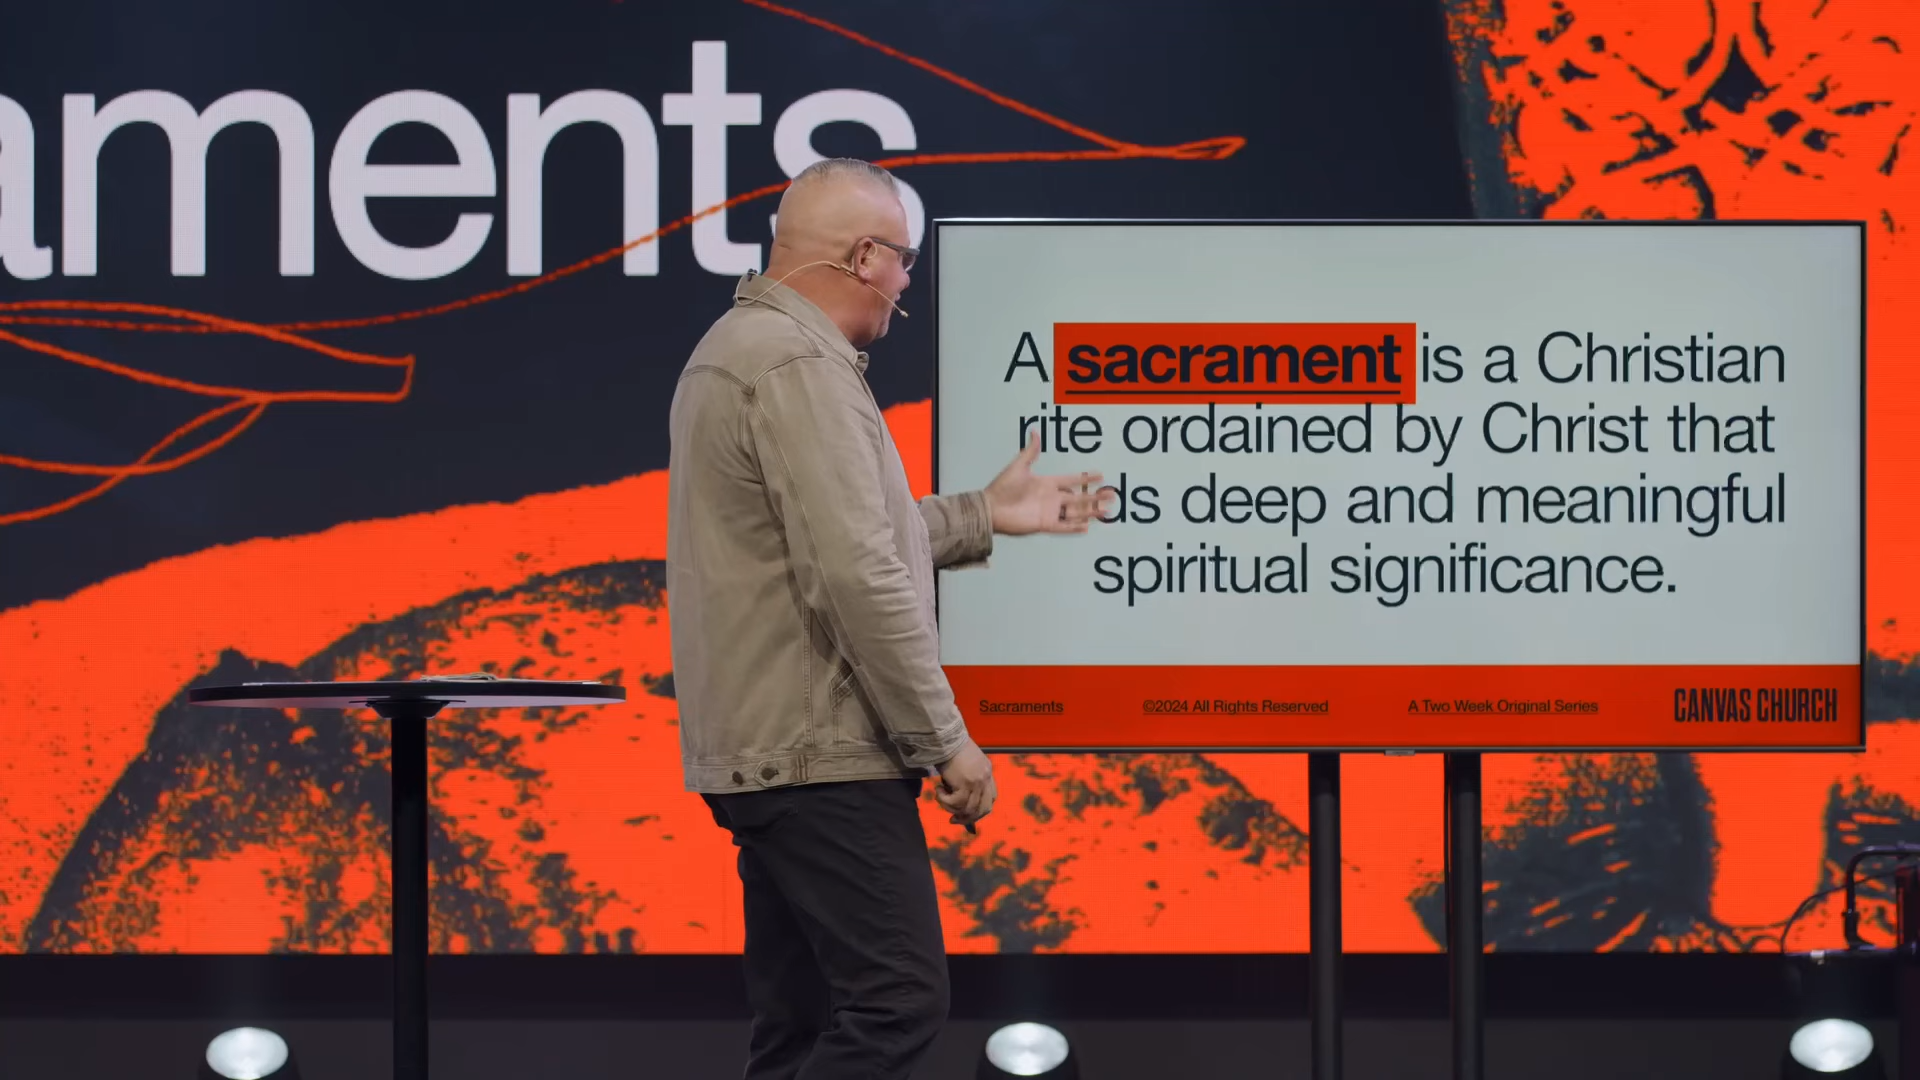 aments
A sacrament is a Christian
rite ordained by Christ that
ds deep and meaningful
spiritual significance.
Sacraments
©2024 All Rights Reserved
A Two Week Original Series
CANVAS CHURCH